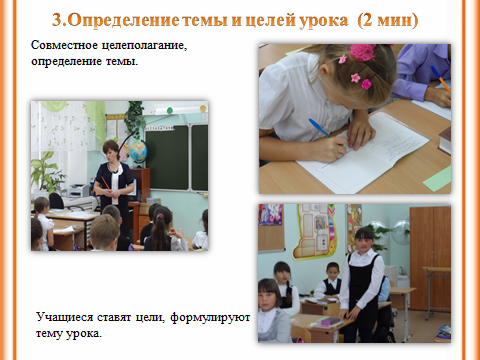 3.Определение темы и целей урока (2 мин)
Совместное целеполагание,
определение темы.
Учащиеся ставят цели, формулируют
тему урока.